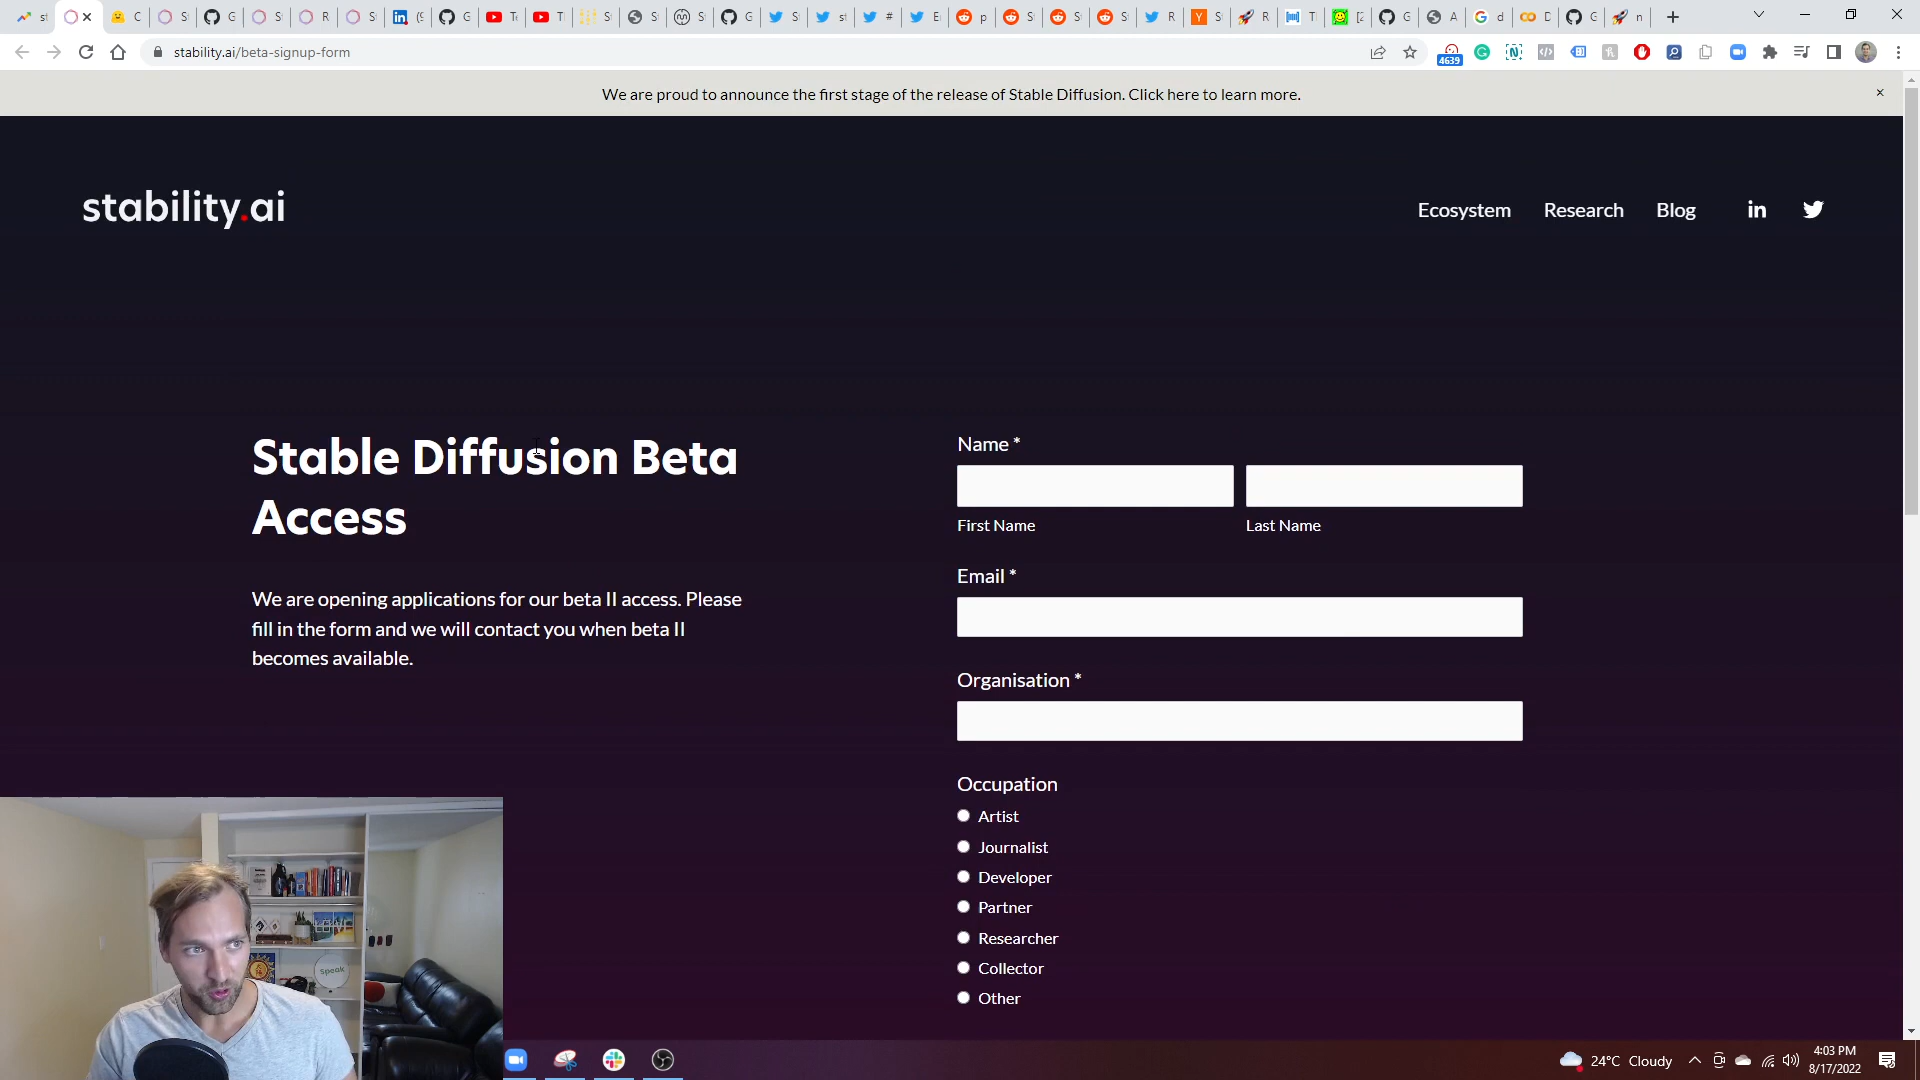 stability.ai/beta-signup-form
4639
We are proud to announce the first stage of the release of Stable Diffusion. Click here to learn more.
stability.ai
Ecosystem
Research
Blog
Stable Diffusion Beta
Access
We are opening applications for our beta II access. Please
fill in the form and we will contact you when beta II
becomes available.
Name *
First Name
Last Name
Email *
Organisation *
Occupation
Artist
Journalist
Developer
Partner
Researcher
Collector
Other
Speak
24°C Cloudy
4:03 PM
8/17/2022